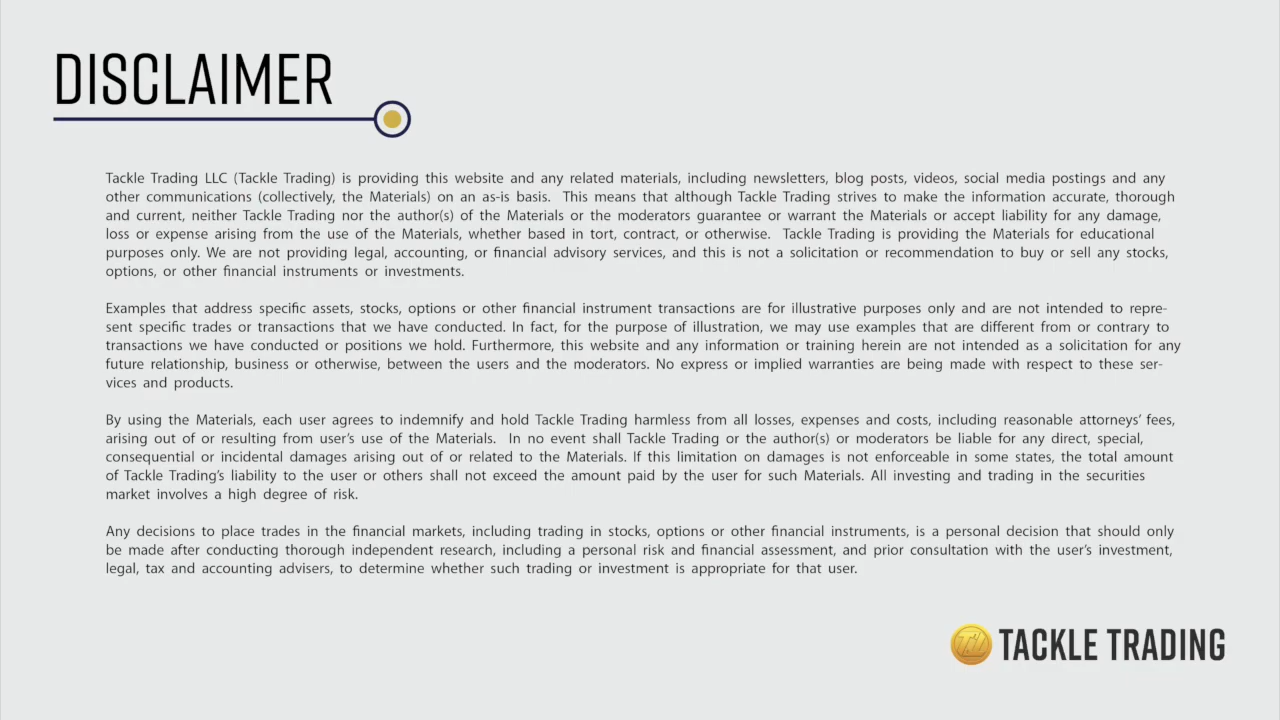 DISCLAIMER
Tackle Trading LLC (Tackle Trading) is providing this website and any related materials, including newsletters, blog posts, videos, social media postings and any
other communications (collectively, the Materials) on an as-is basis.  This means that although Tackle Trading strives to make the information accurate, thorough
and current, neither Tackle Trading nor the author(s) of the Materials or the moderators guarantee or warrant the Materials or accept liability for any damage,
loss or expense arising from the use of the Materials, whether based in tort, contract, or otherwise.  Tackle Trading is providing the Materials for educational
purposes only. We are not providing legal, accounting, or financial advisory services, and this is not a solicitation or recommendation to buy or sell any stocks,
options, or other financial instruments or investments.
Examples that address specific assets, stocks, options or other financial instrument transactions are for illustrative purposes only and are not intended to repre-
sent specific trades or transactions that we have conducted. In fact, for the purpose of illustration, we may use examples that are different from or contrary to
transactions we have conducted or positions we hold. Furthermore, this website and any information or training herein are not intended as a solicitation for any
future relationship, business or otherwise, between the users and the moderators. No express or implied warranties are being made with respect to these ser-
vices and products.
By using the Materials, each user agrees to indemnify and hold Tackle Trading harmless from all losses, expenses and costs, including reasonable attorneys’ fees,
arising out of or resulting from user’s use of the Materials.  In no event shall Tackle Trading or the author(s) or moderators be liable for any direct, special,
consequential or incidental damages arising out of or related to the Materials. If this limitation on damages is not enforceable in some states, the total amount
of Tackle Trading’s liability to the user or others shall not exceed the amount paid by the user for such Materials. All investing and trading in the securities
market involves a high degree of risk.
Any decisions to place trades in the financial markets, including trading in stocks, options or other financial instruments, is a personal decision that should only
be made after conducting thorough independent research, including a personal risk and financial assessment, and prior consultation with the user’s investment,
legal, tax and accounting advisers, to determine whether such trading or investment is appropriate for that user.
TACKLE TRADING